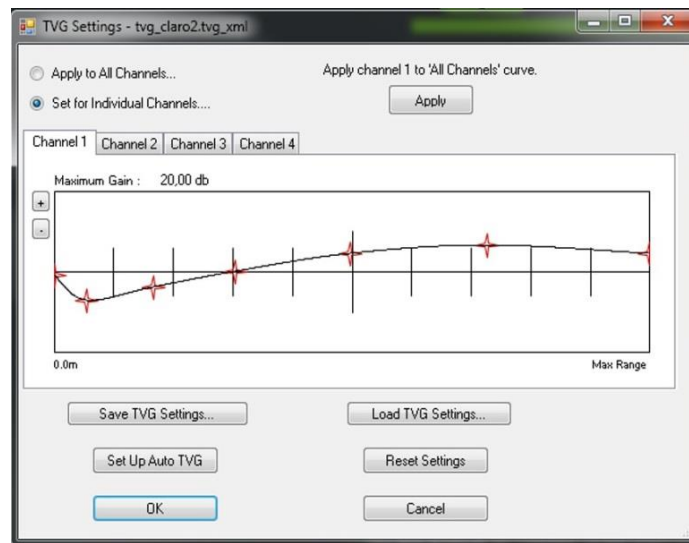 TVG Settings - tvg_claro2.tvg_xml
Apply to All Channels...
Apply channel 1 to 'All Channels' curve.
Set for Individual Channels....
Apply
Channel 1 Channel 2 Channel 3 Channel 4
Maximum Gain : 20,00 db
+
-
0.0m Max Range
Save TVG Settings... Load TVG Settings...
Set Up Auto TVG Reset Settings
OK Cancel